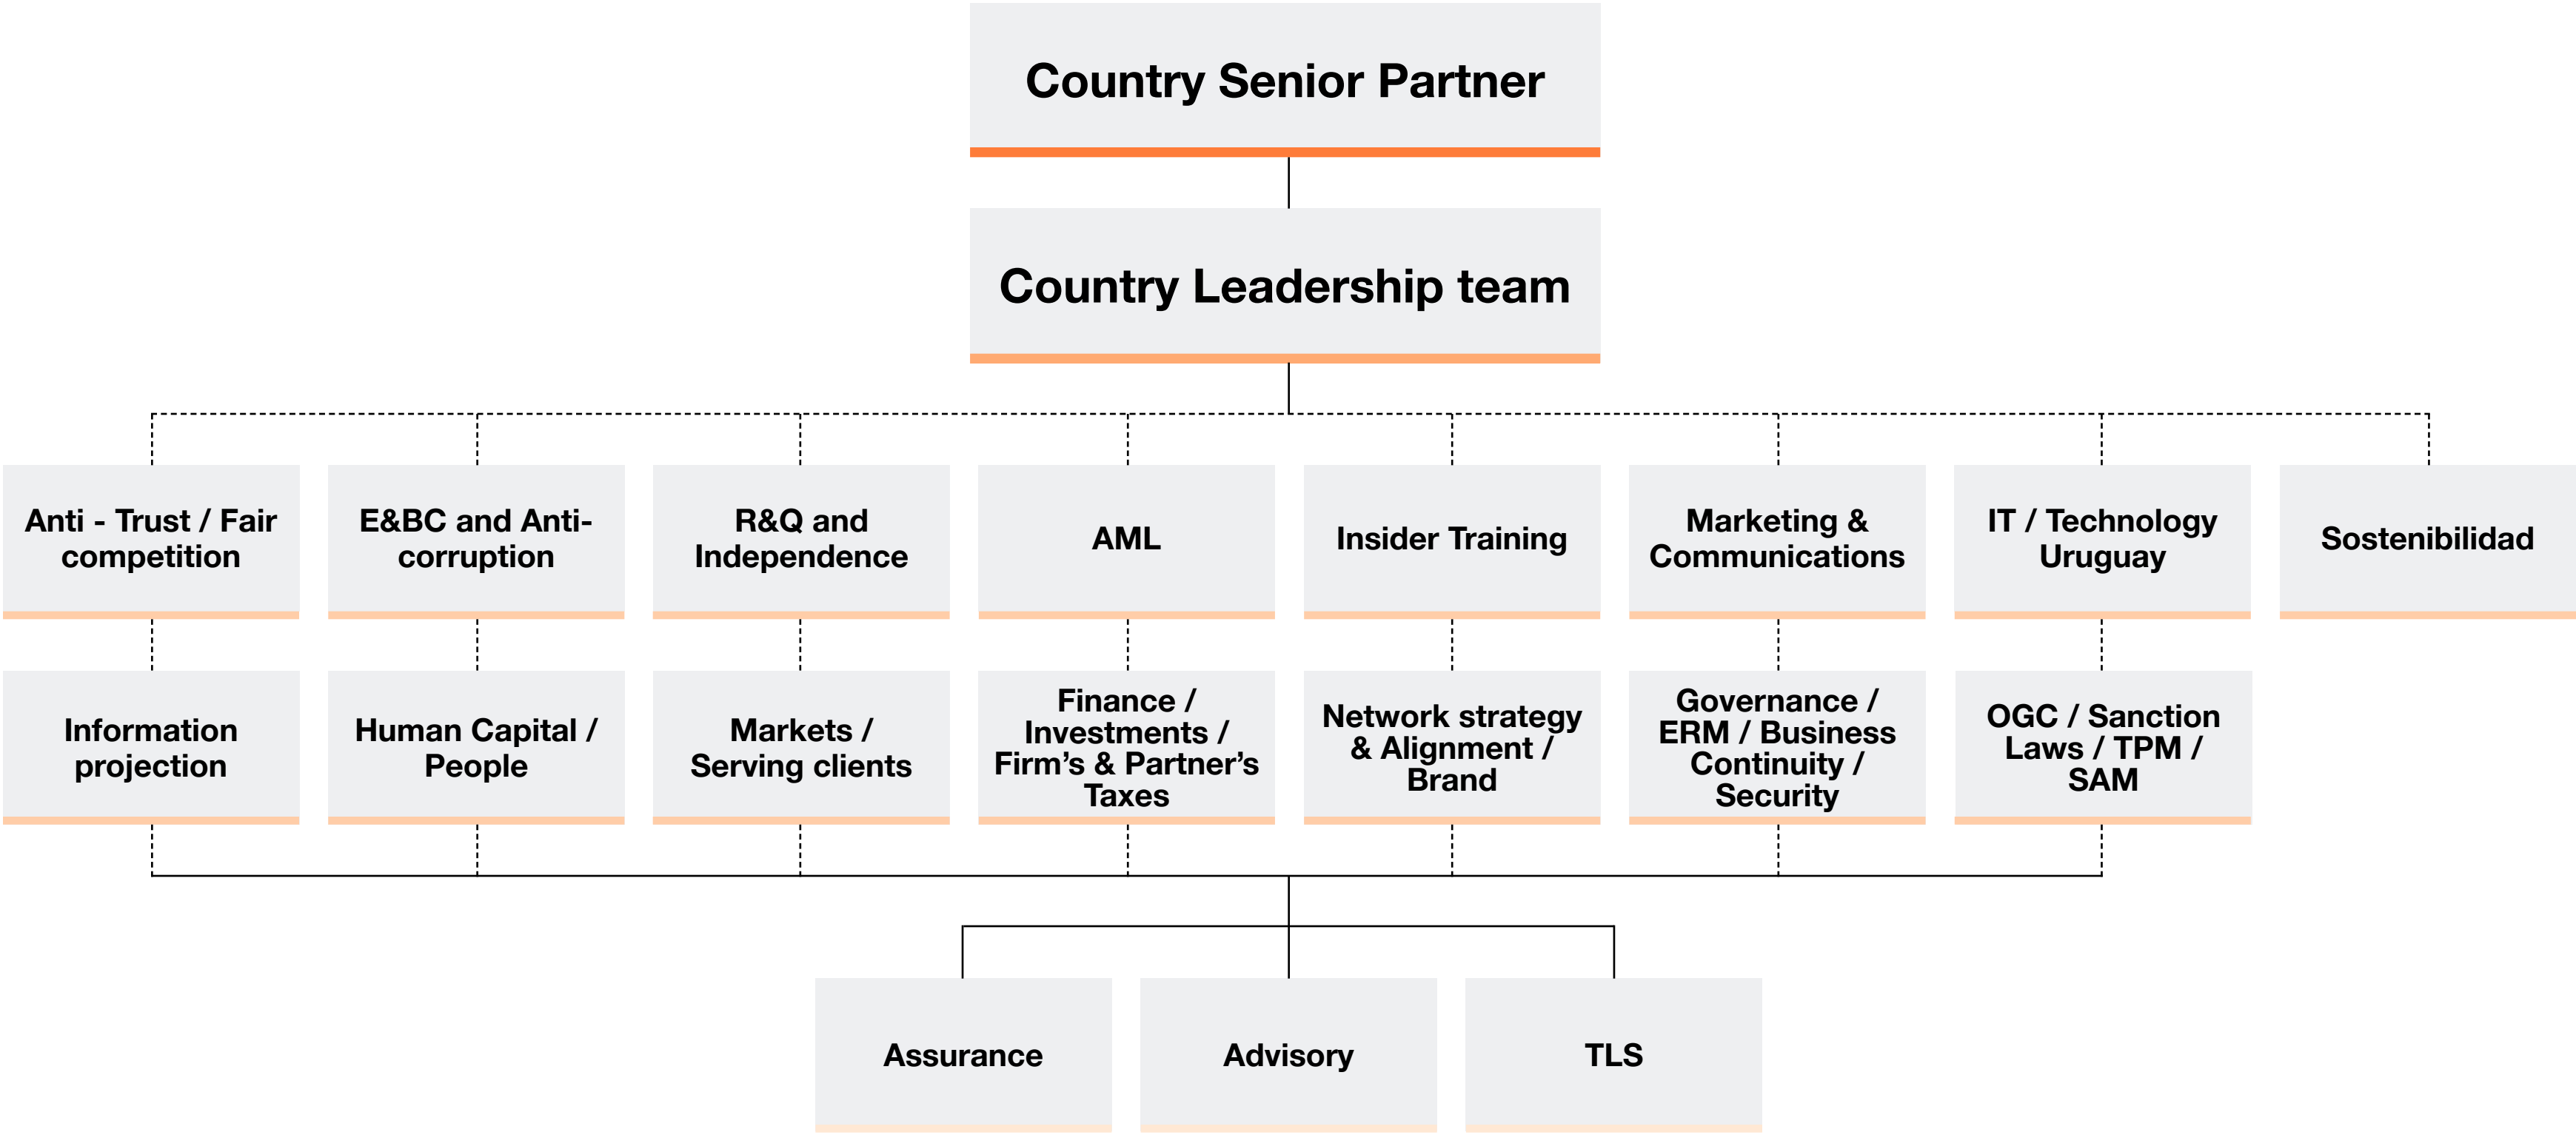 Country Senior Partner
Country Leadership team
Anti - Trust / Fair
competition
E&BC and Anti-
corruption
R&Q and
Independence
AML
Insider Training
Marketing &
Communications
IT / Technology
Uruguay
Sostenibilidad
Information
projection
Human Capital /
People
Markets /
Serving clients
Finance /
Investments /
Firm’s & Partner’s
Taxes
Network strategy
& Alignment /
Brand
Governance /
ERM / Business
Continuity /
Security
OGC / Sanction
Laws / TPM /
SAM
Assurance
Advisory
TLS